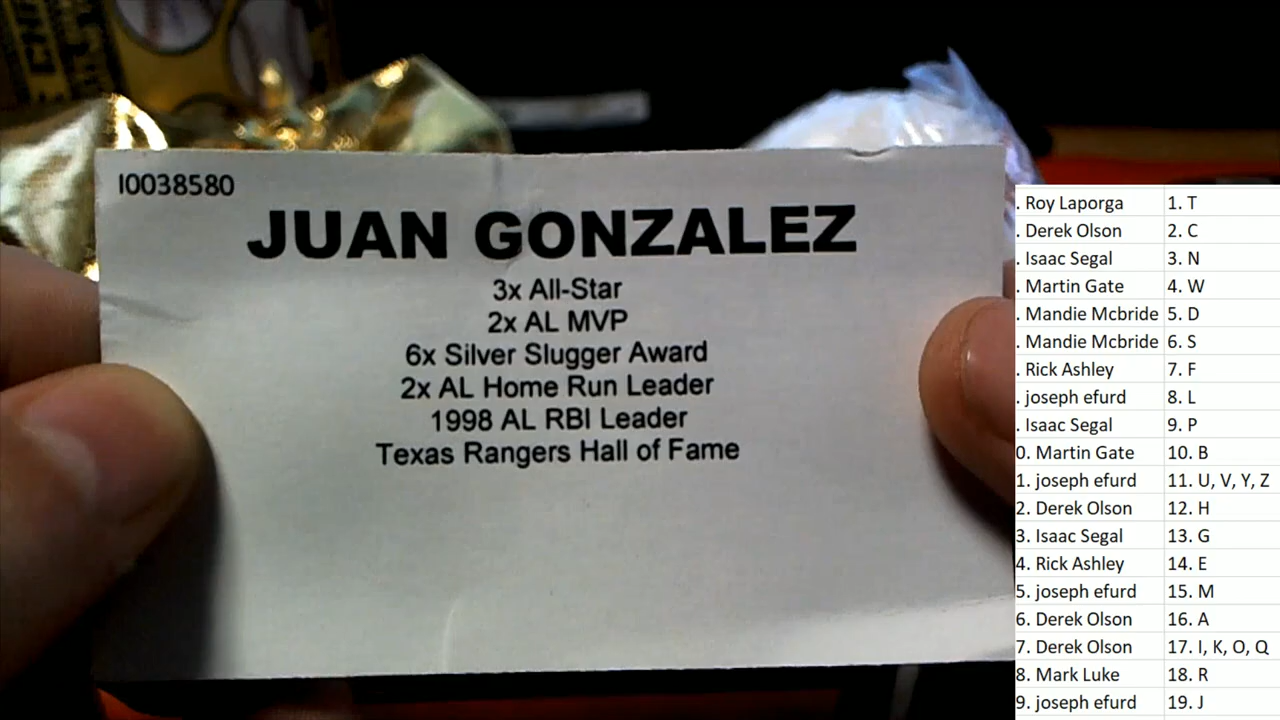 10038580
JUAN GONZALEZ
3x All-Star
2x AL MVP
6x Silver Slugger Award
2x AL Home Run Leader
1998 AL RBI Leader
Texas Rangers Hall of Fame
. Roy Laporga 1. T
. Derek Olson 2. C
. Isaac Segal 3. N
. Martin Gate 4. W
. Mandie Mcbride 5. D
. Mandie Mcbride 6. S
. Rick Ashley 7. F
. joseph efurd 8. L
. Isaac Segal 9. P
0. Martin Gate 10. B
1. joseph efurd 11. U, V, Y, Z
2. Derek Olson 12. H
3. Isaac Segal 13. G
4. Rick Ashley 14. E
5. joseph efurd 15. M
6. Derek Olson 16. A
7. Derek Olson 17. I, K, O, Q
8. Mark Luke 18. R
9. joseph efurd 19. J